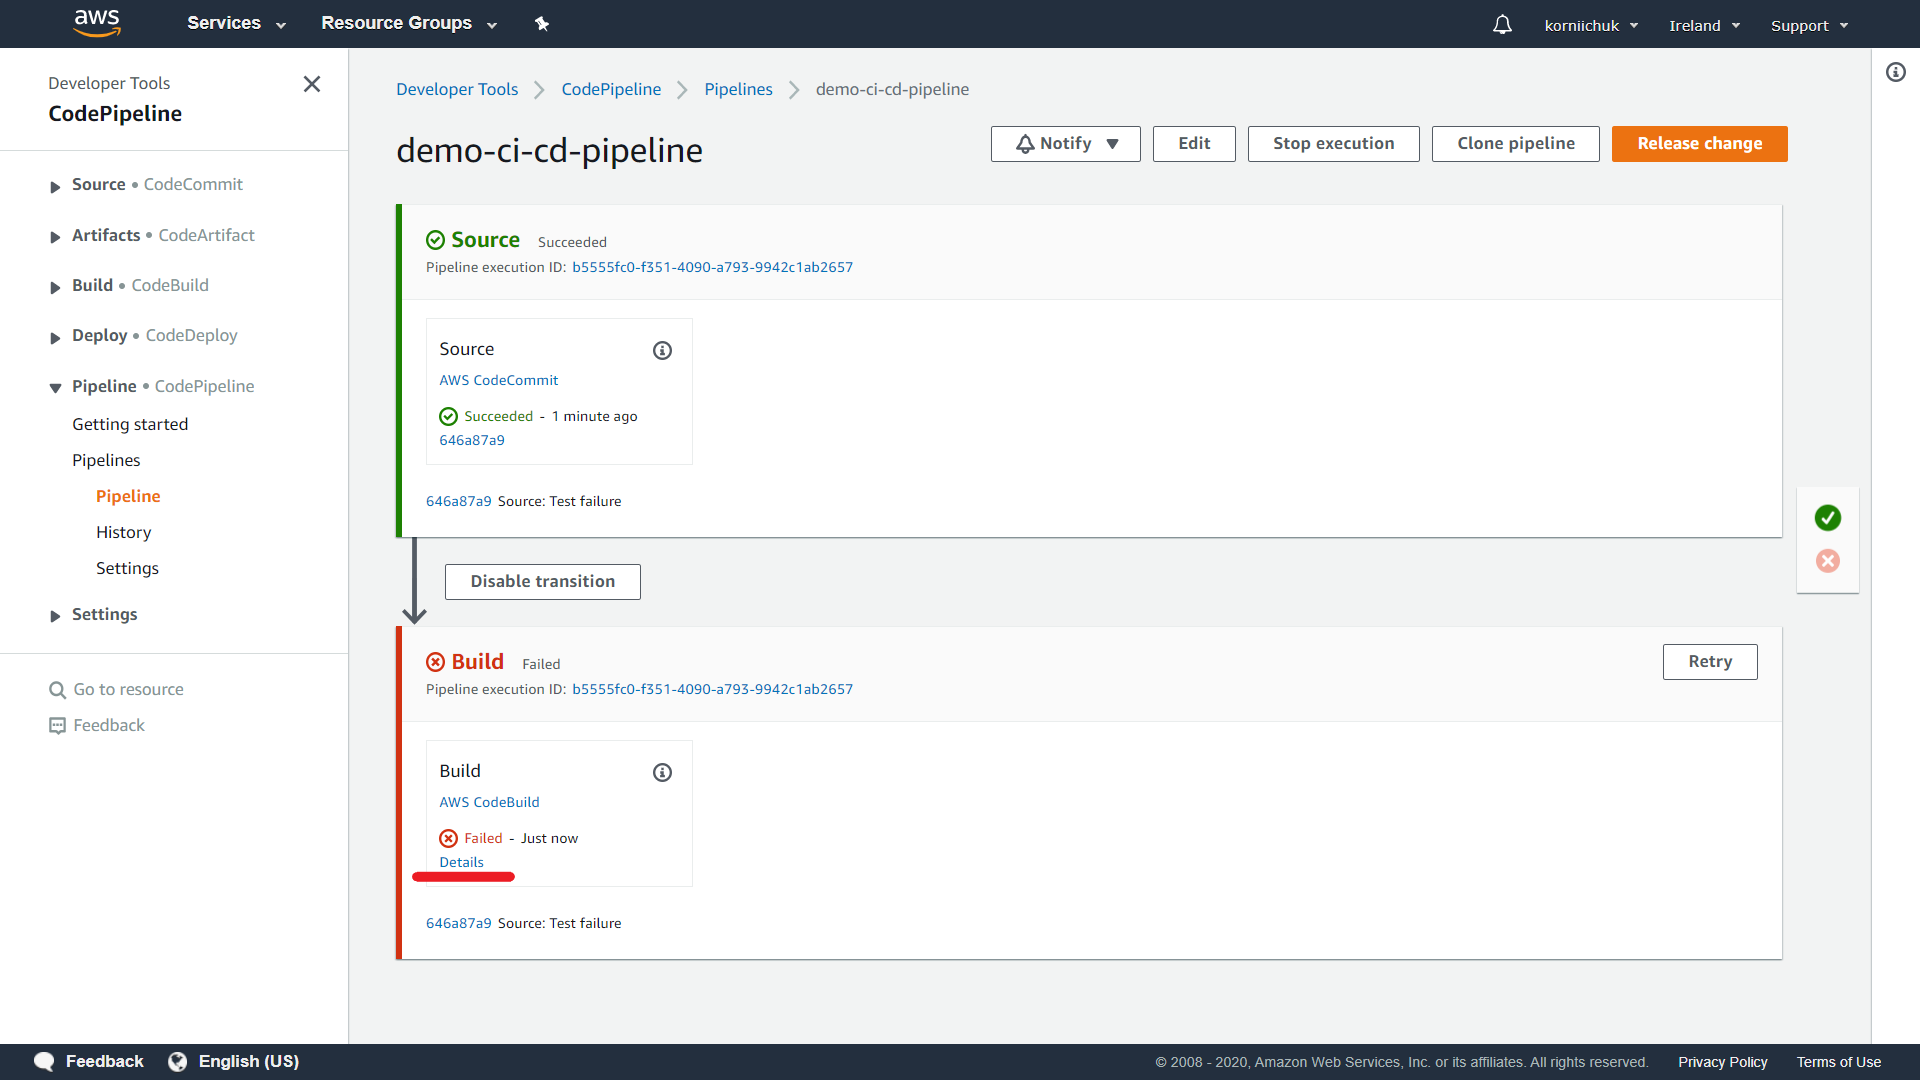 aws Services Resource Groups korniichuk Ireland Support
Developer Tools
CodePipeline
Source • CodeCommit
Artifacts • CodeArtifact
Build • CodeBuild
Deploy • CodeDeploy
Pipeline • CodePipeline
Getting started
Pipelines
Pipeline
History
Settings
Settings
Go to resource
Feedback
Developer Tools CodePipeline Pipelines demo-ci-cd-pipeline
demo-ci-cd-pipeline
Notify Edit Stop execution Clone pipeline Release change
Source Succeeded
Pipeline execution ID: b5555fc0-f351-4090-a793-9942c1ab2657
Source
AWS CodeCommit
Succeeded - 1 minute ago
646a87a9
646a87a9 Source: Test failure
Disable transition
Build Failed
Retry
Pipeline execution ID: b5555fc0-f351-4090-a793-9942c1ab2657
Build
AWS CodeBuild
Failed - Just now
Details
646a87a9 Source: Test failure
Feedback English (US) © 2008 - 2020, Amazon Web Services, Inc. or its affiliates. All rights reserved. Privacy Policy Terms of Use